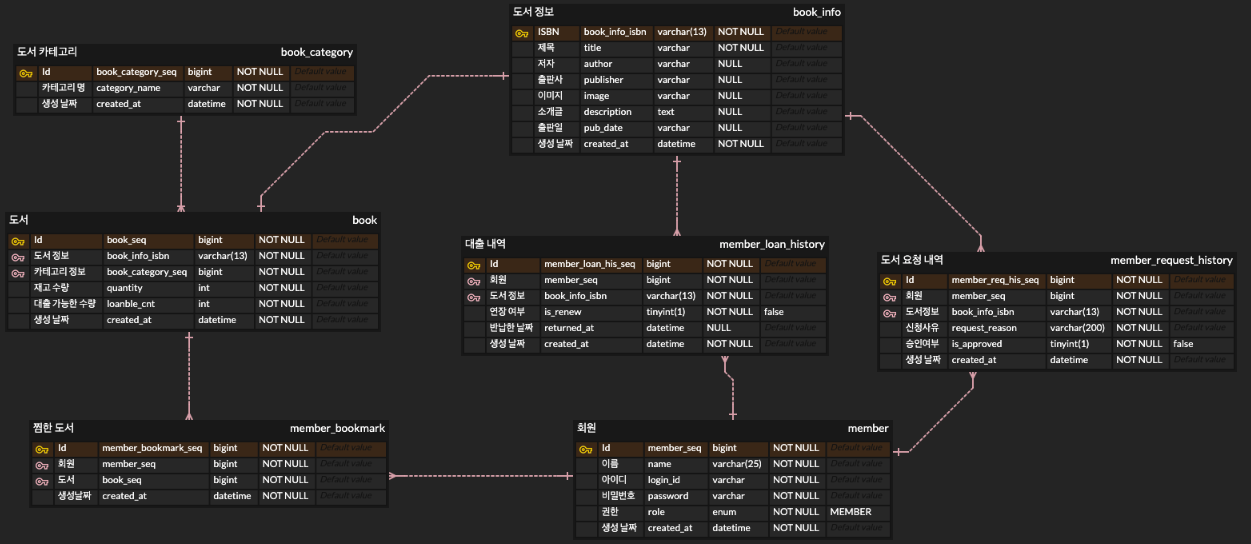 도서 카테고리 book_category
Id book_category_seq bigint NOT NULL Default value
카테고리 명 category_name varchar NOT NULL Default value
생성 날짜 created_at datetime NOT NULL Default value
도서 정보 book_info
ISBN book_info_isbn varchar(13) NOT NULL Default value
제목 title varchar NOT NULL Default value
저자 author varchar NULL Default value
출판사 publisher varchar NULL Default value
이미지 image varchar NULL Default value
소개글 description text NULL Default value
출판일 pub_date varchar NULL Default value
생성 날짜 created_at datetime NOT NULL Default value
도서 book
Id book_seq bigint NOT NULL Default value
도서 정보 book_info_isbn varchar(13) NOT NULL Default value
카테고리 정보 book_category_seq bigint NOT NULL Default value
재고 수량 quantity int NOT NULL Default value
대출 가능한 수량 loanble_cnt int NOT NULL Default value
생성 날짜 created_at datetime NOT NULL Default value
대출 내역 member_loan_history
Id member_loan_his_seq bigint NOT NULL Default value
회원 member_seq bigint NOT NULL Default value
도서 정보 book_info_isbn varchar(13) NOT NULL Default value
연장 여부 is_renew tinyint(1) NOT NULL false
반납한 날짜 returned_at datetime NULL Default value
생성 날짜 created_at datetime NOT NULL Default value
도서 요청 내역 member_request_history
Id member_req_his_seq bigint NOT NULL Default value
회원 member_seq bigint NOT NULL Default value
도서정보 book_info_isbn varchar(13) NOT NULL Default value
신청사유 request_reason varchar(200) NOT NULL Default value
승인여부 is_approved tinyint(1) NOT NULL false
생성 날짜 created_at datetime NOT NULL Default value
찜한 도서 member_bookmark
Id member_bookmark_seq bigint NOT NULL Default value
회원 member_seq bigint NOT NULL Default value
도서 book_seq bigint NOT NULL Default value
생성날짜 created_at datetime NOT NULL Default value
회원 member
Id member_seq bigint NOT NULL Default value
이름 name varchar(25) NOT NULL Default value
아이디 login_id varchar NOT NULL Default value
비밀번호 password varchar NOT NULL Default value
권한 role enum NOT NULL MEMBER
생성 날짜 created_at datetime NOT NULL Default value